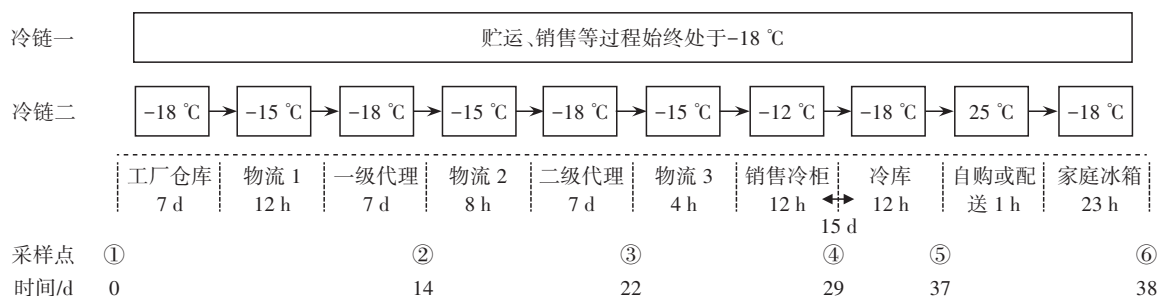 冷链一 贮运、销售等过程始终处于-18 ℃
冷链二 -18 ℃ -15 ℃ -18 ℃ -15 ℃ -18 ℃ -15 ℃ -12 ℃ -18 ℃ 25 ℃ -18 ℃
工厂仓库 物流 1 一级代理 物流 2 二级代理 物流 3 销售冷柜 冷库 自购或配 家庭冰箱
7 d 12 h 7 d 8 h 7 d 4 h 12 h 12 h 送 1 h 23 h
15 d
采样点 ① ② ③ ④ ⑤ ⑥
时间/d 0 14 22 29 37 38